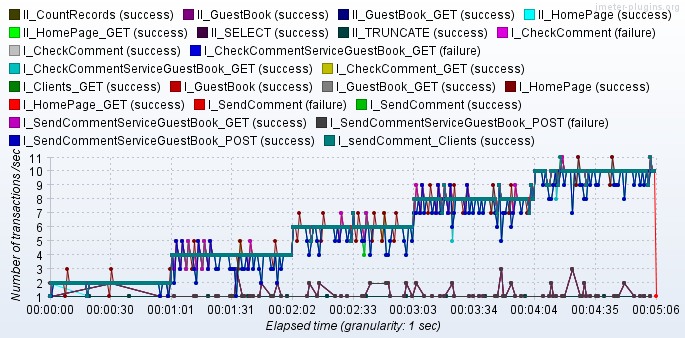 jmeter-plugins.org
II_CountRecords (success) II_GuestBook (success) II_GuestBook_GET (success) II_HomePage (success)
II_HomePage_GET (success) II_SELECT (success) II_TRUNCATE (success) I_CheckComment (failure)
I_CheckComment (success) I_CheckCommentServiceGuestBook_GET (failure)
I_CheckCommentServiceGuestBook_GET (success) I_CheckComment_GET (success)
I_Clients_GET (success) I_GuestBook (success) I_GuestBook_GET (success) I_HomePage (success)
I_HomePage_GET (success) I_SendComment (failure) I_SendComment (success)
I_SendCommentServiceGuestBook_GET (success) I_SendCommentServiceGuestBook_POST (failure)
I_SendCommentServiceGuestBook_POST (success) I_sendComment_Clients (success)
Number of transactions /sec
11
10
9
8
7
6
5
4
3
2
1
00:00:00 00:00:30 00:01:01 00:01:31 00:02:02 00:02:33 00:03:03 00:03:34 00:04:04 00:04:35 00:05:06
Elapsed time (granularity: 1 sec)